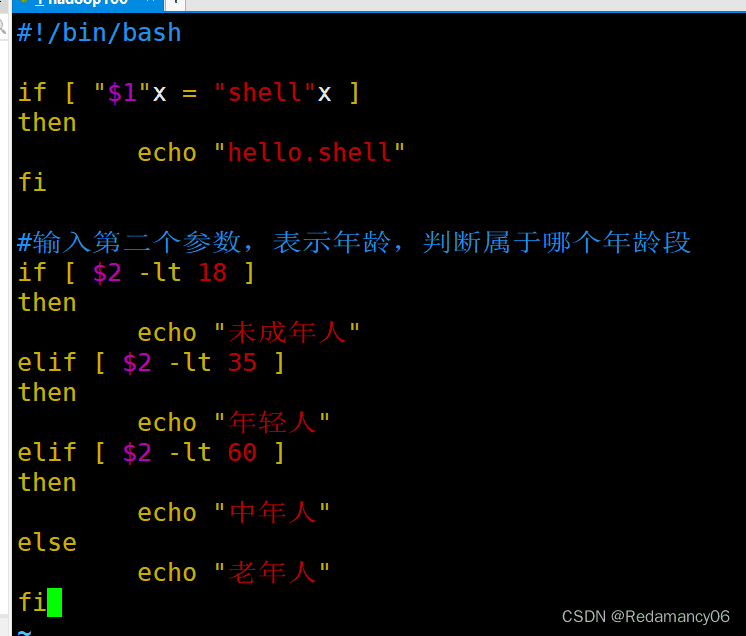 #!/bin/bash
if [ "$1"x = "shell"x ]
then
echo "hello.shell"
fi
#输入第二个参数，表示年龄，判断属于哪个年龄段
if [ $2 -lt 18 ]
then
echo "未成年人"
elif [ $2 -lt 35 ]
then
echo "年轻人"
elif [ $2 -lt 60 ]
then
echo "中年人"
else
echo "老年人"
fi
~
CSDN @Redamancy06